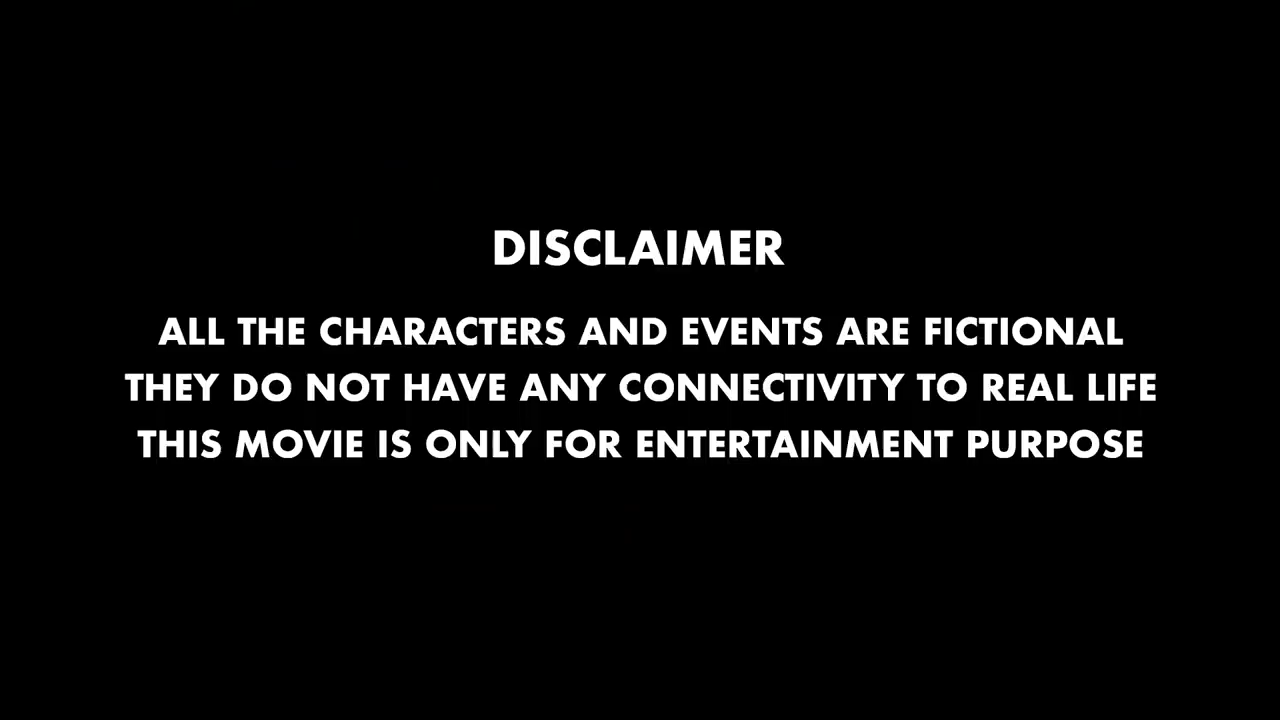 DISCLAIMER
ALL THE CHARACTERS AND EVENTS ARE FICTIONAL
THEY DO NOT HAVE ANY CONNECTIVITY TO REAL LIFE
THIS MOVIE IS ONLY FOR ENTERTAINMENT PURPOSE